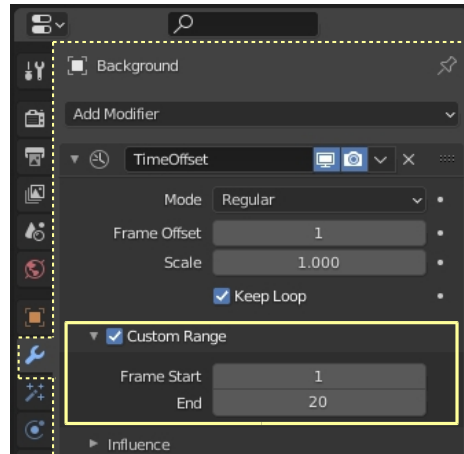 Background
Add Modifier
TimeOffset
Mode Regular
Frame Offset 1
Scale 1.000
Keep Loop
Custom Range
Frame Start 1
End 20
Influence